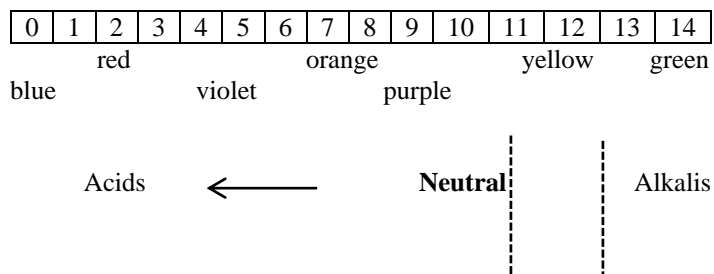 0 1 2 3 4 5 6 7 8 9 10 11 12 13 14
red orange yellow green
blue violet purple
Acids Neutral Alkalis